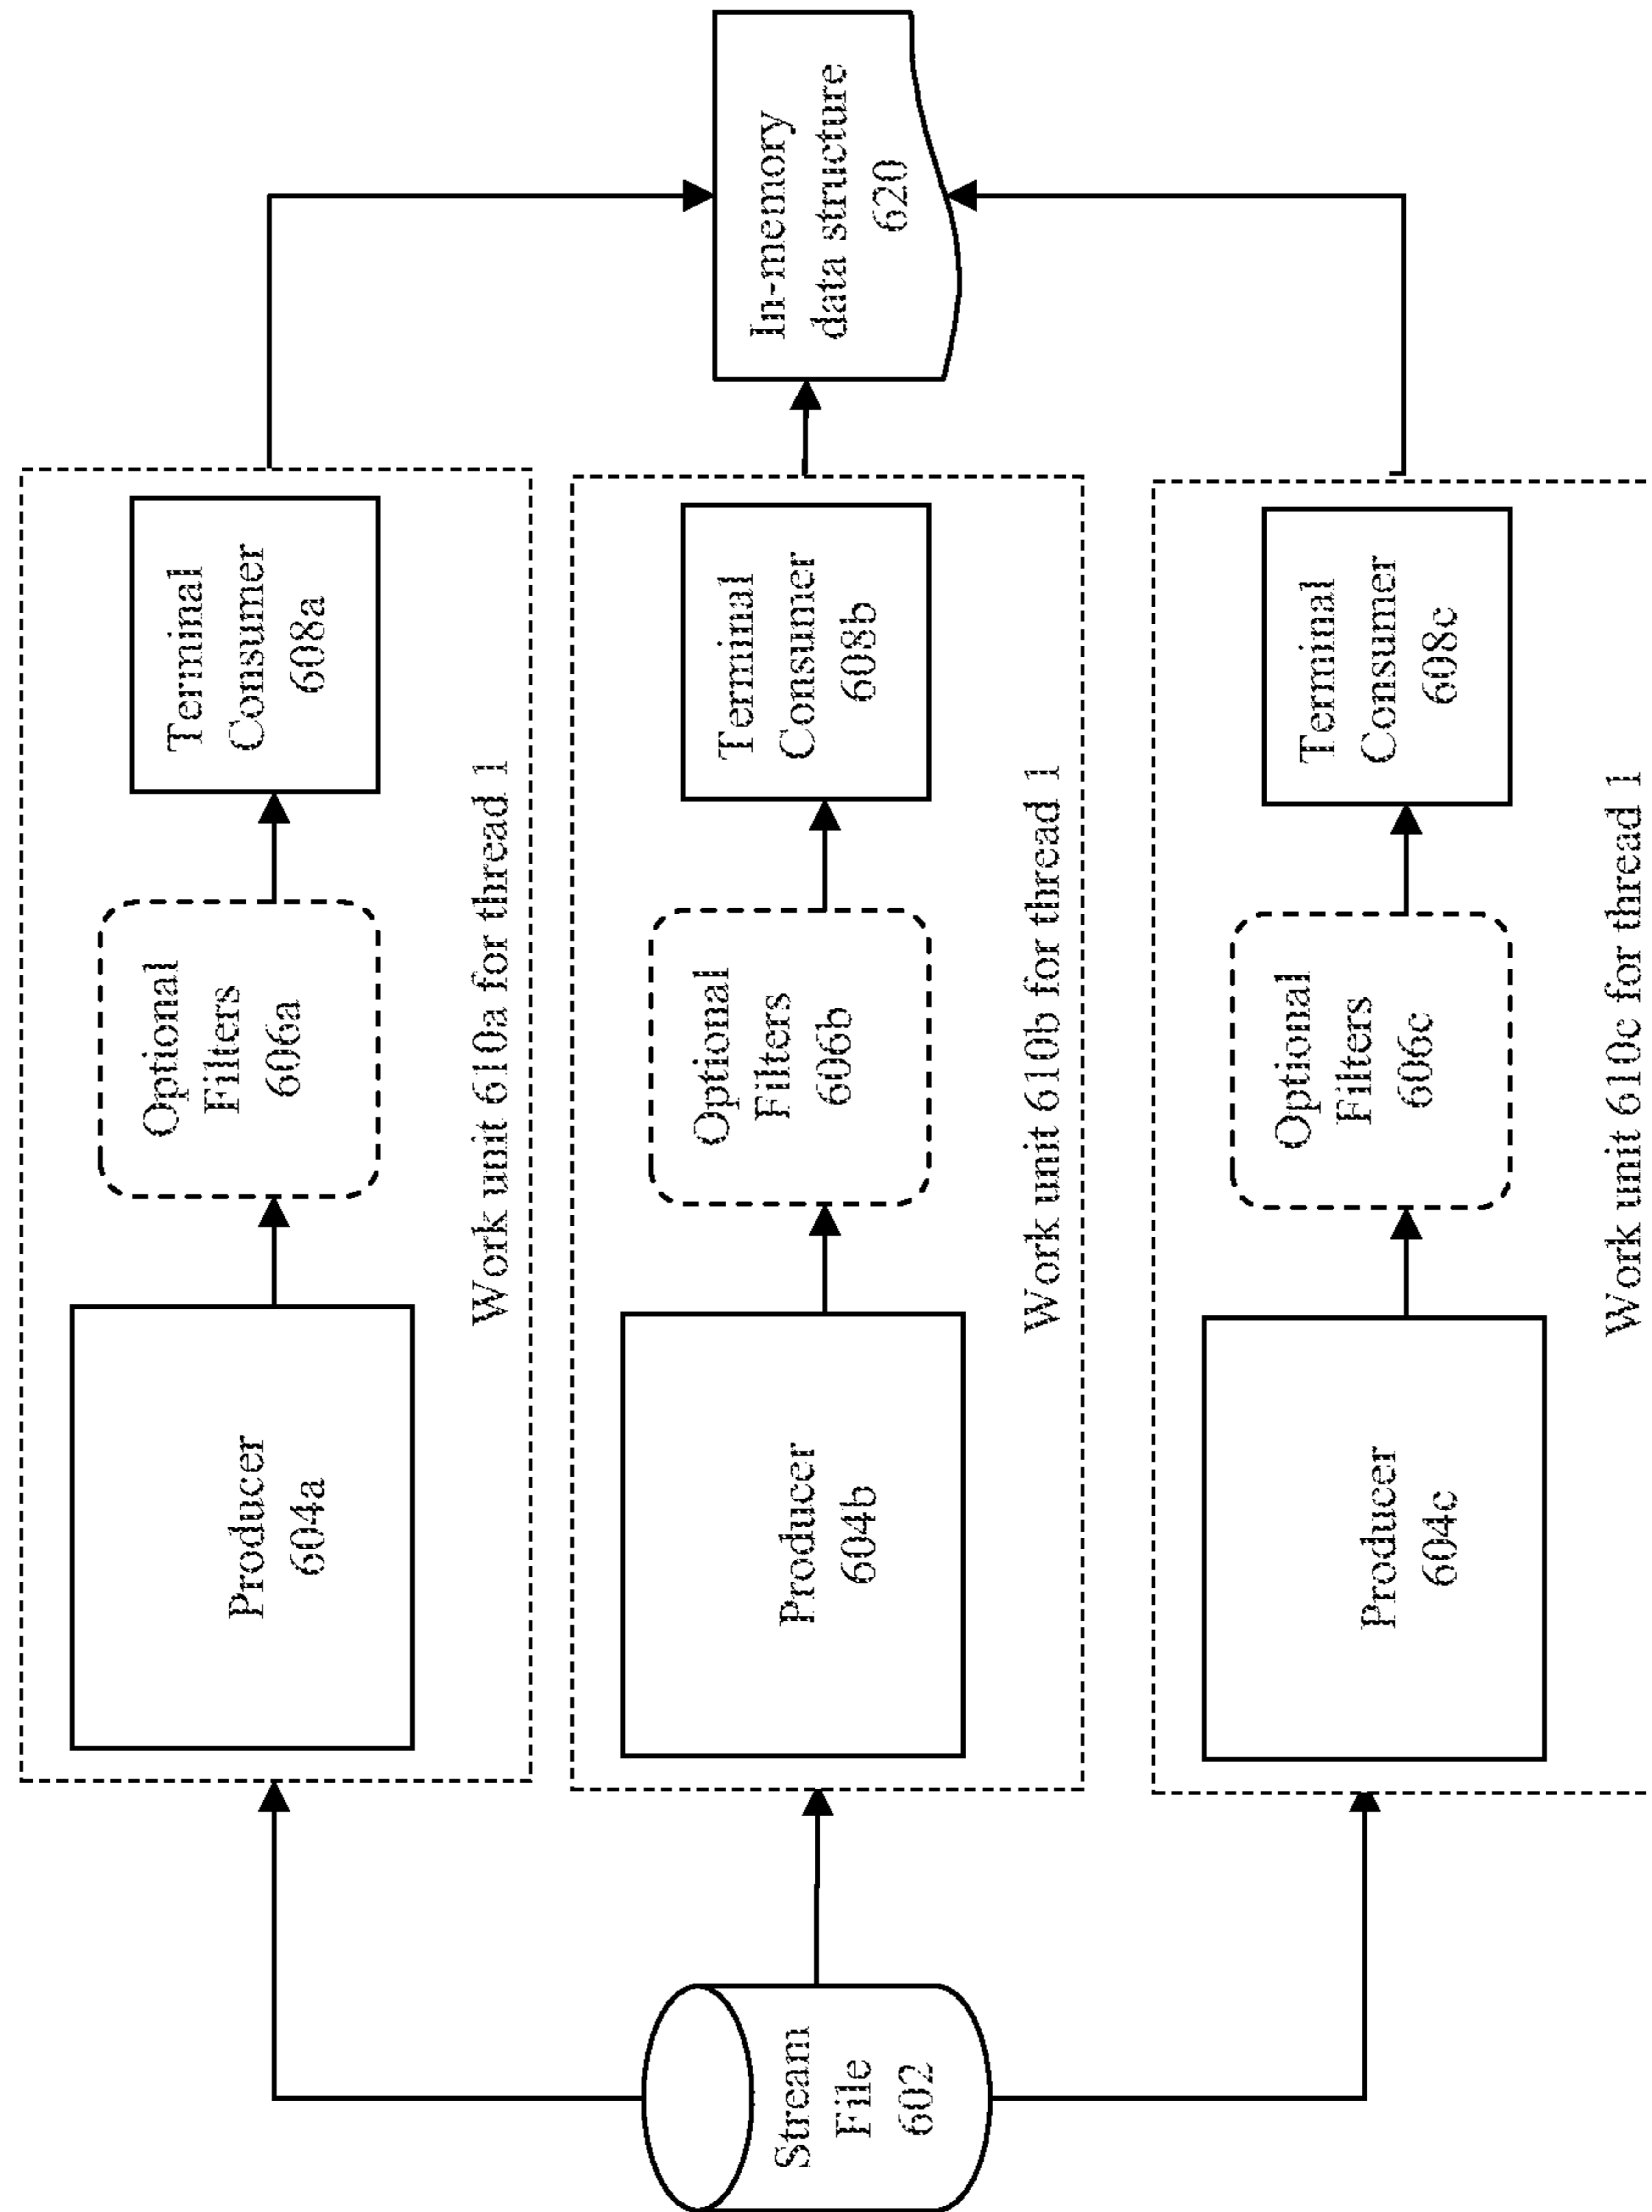 Stream
File
602
Producer
604a
Optional
Filters
606a
Terminal
Consumer
608a
Work unit 610a for thread 1
Producer
604b
Optional
Filters
606b
Terminal
Consumer
608b
Work unit 610b for thread 1
Producer
604c
Optional
Filters
606c
Terminal
Consumer
608c
Work unit 610c for thread 1
In-memory
data structure
620